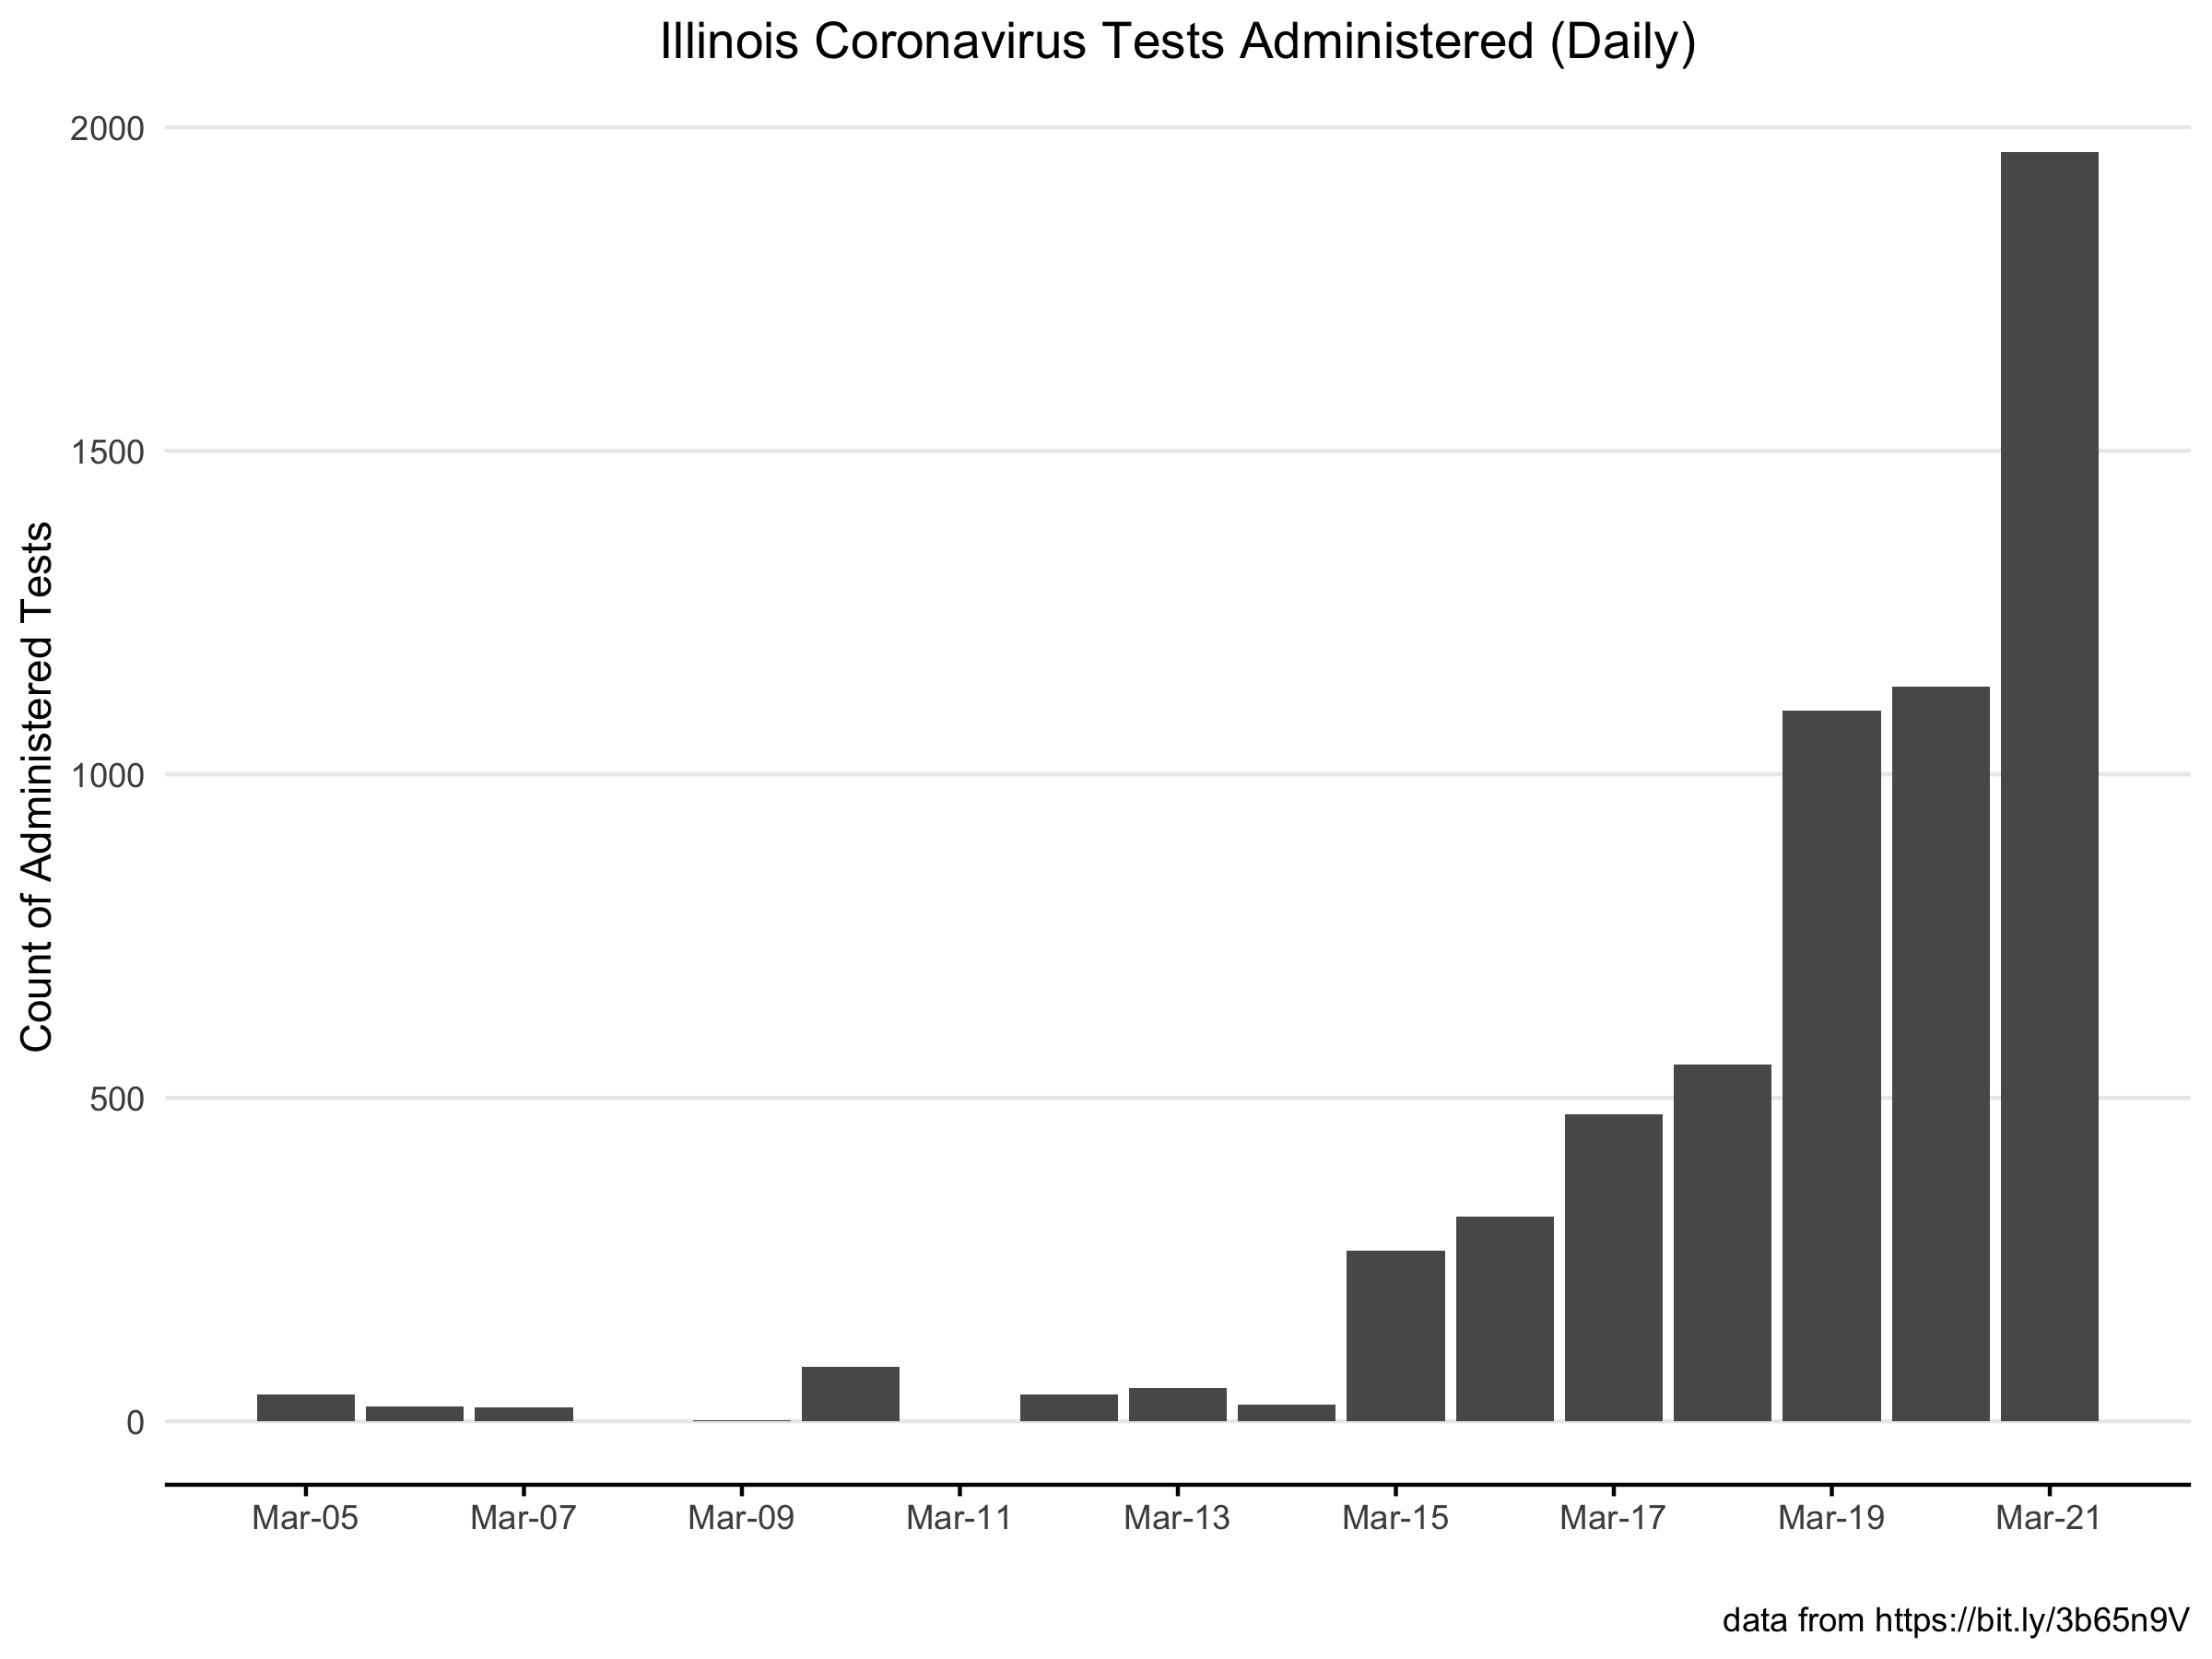 Illinois Coronavirus Tests Administered (Daily)
Count of Administered Tests
2000
1500
1000
500
0
Mar-05 Mar-07 Mar-09 Mar-11 Mar-13 Mar-15 Mar-17 Mar-19 Mar-21
data from https://bit.ly/3b65n9V